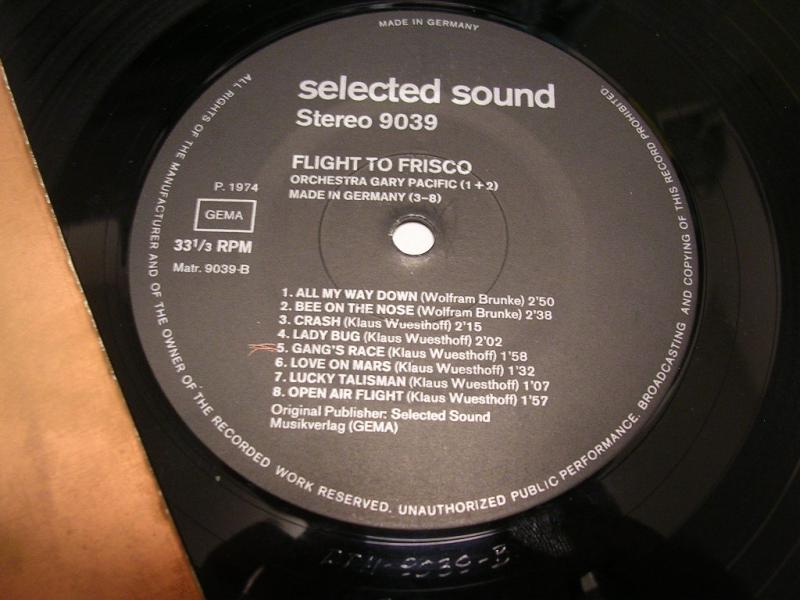 MADE IN GERMANY
selected sound
Stereo 9039
FLIGHT TO FRISCO
ORCHESTRA GARY PACIFIC (1 + 2)
MADE IN GERMANY (3-8)
P. 1974
GEMA
33 1/3 RPM
Matr. 9039-B
1. ALL MY WAY DOWN (Wolfram Brunke) 2'50
2. BEE ON THE NOSE (Wolfram Brunke) 2'38
3. CRASH (Klaus Wuesthoff) 2'15
4. LADY BUG (Klaus Wuesthoff) 2'02
5. GANG'S RACE (Klaus Wuesthoff) 1'58
6. LOVE ON MARS (Klaus Wuesthoff) 1'32
7. LUCKY TALISMAN (Klaus Wuesthoff) 1'07
8. OPEN AIR FLIGHT (Klaus Wuesthoff) 1'57
Original Publisher: Selected Sound
Musikverlag (GEMA)
ALL RIGHTS OF THE MANUFACTURER AND OF THE OWNER OF THE RECORDED WORK RESERVED. UNAUTHORIZED PUBLIC PERFORMANCE. BROADCASTING AND COPYING OF THIS RECORD PROHIBITED
9039-B